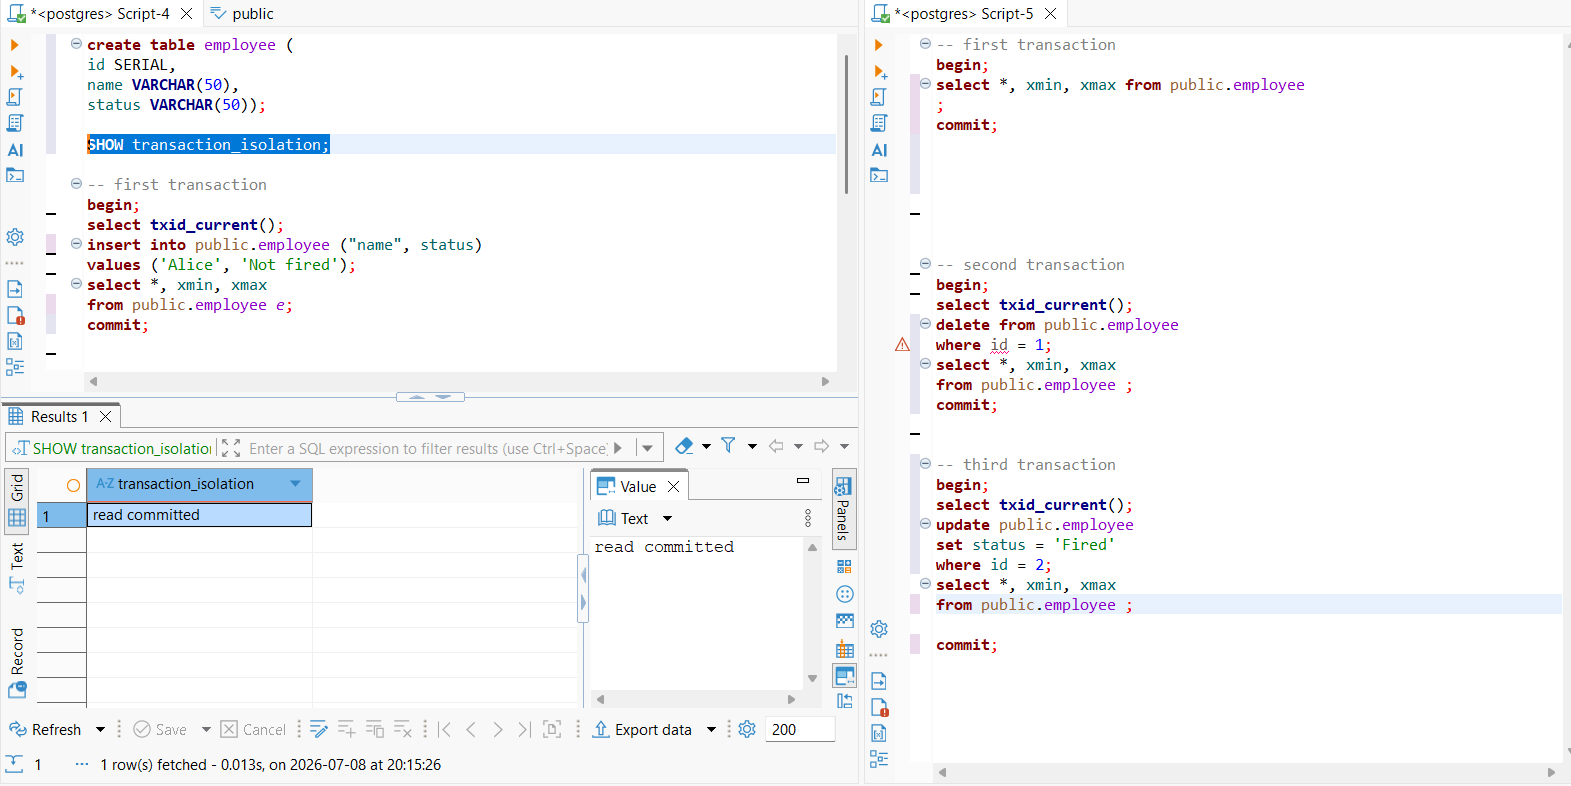 *<postgres> Script-4
public
create table employee (
id SERIAL,
name VARCHAR(50),
status VARCHAR(50));
SHOW transaction_isolation;
-- first transaction
begin;
select txid_current();
insert into public.employee ("name", status)
values ('Alice', 'Not fired');
select *, xmin, xmax
from public.employee e;
commit;
AI
Results 1
SHOW transaction_isolation
Enter a SQL expression to filter results (use Ctrl+Space)
Grid
Text
Record
A-Z transaction_isolation
1 read committed
Value
Text
read committed
Panels
Refresh
Save
Cancel
Export data
200
1
... 1 row(s) fetched - 0.013s, on 2026-07-08 at 20:15:26
*<postgres> Script-5
-- first transaction
begin;
select *, xmin, xmax from public.employee
;
commit;
AI
-- second transaction
begin;
select txid_current();
delete from public.employee
where id = 1;
select *, xmin, xmax
from public.employee ;
commit;
-- third transaction
begin;
select txid_current();
update public.employee
set status = 'Fired'
where id = 2;
select *, xmin, xmax
from public.employee ;
commit;